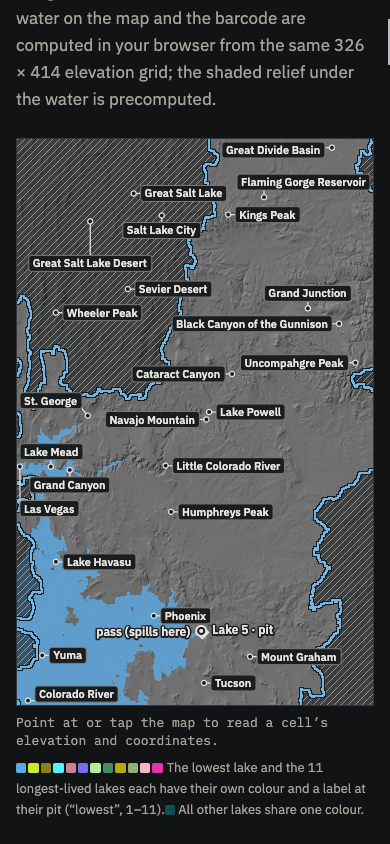 water on the map and the barcode are
computed in your browser from the same 326
× 414 elevation grid; the shaded relief under
the water is precomputed.
Great Divide Basin
Flaming Gorge Reservoir
Great Salt Lake
Kings Peak
Salt Lake City
Great Salt Lake Desert
Sevier Desert
Grand Junction
Wheeler Peak
Black Canyon of the Gunnison
Uncompahgre Peak
Cataract Canyon
St. George
Lake Powell
Navajo Mountain
Lake Mead
Little Colorado River
Grand Canyon
Las Vegas
Humphreys Peak
Lake Havasu
Phoenix
pass (spills here)
Lake 5 · pit
Yuma
Mount Graham
Tucson
Colorado River
Point at or tap the map to read a cell’s
elevation and coordinates.
The lowest lake and the 11
longest-lived lakes each have their own colour and a label at
their pit (“lowest”, 1–11). All other lakes share one colour.